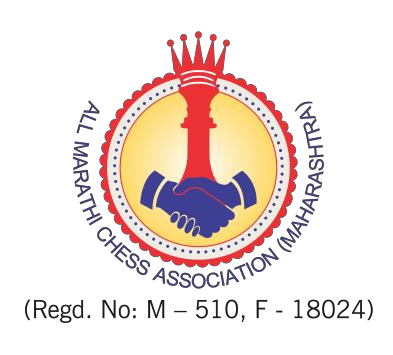 ALL MARATHI CHESS ASSOCIATION (MAHARASHTRA)
(Regd. No: M – 510, F - 18024)